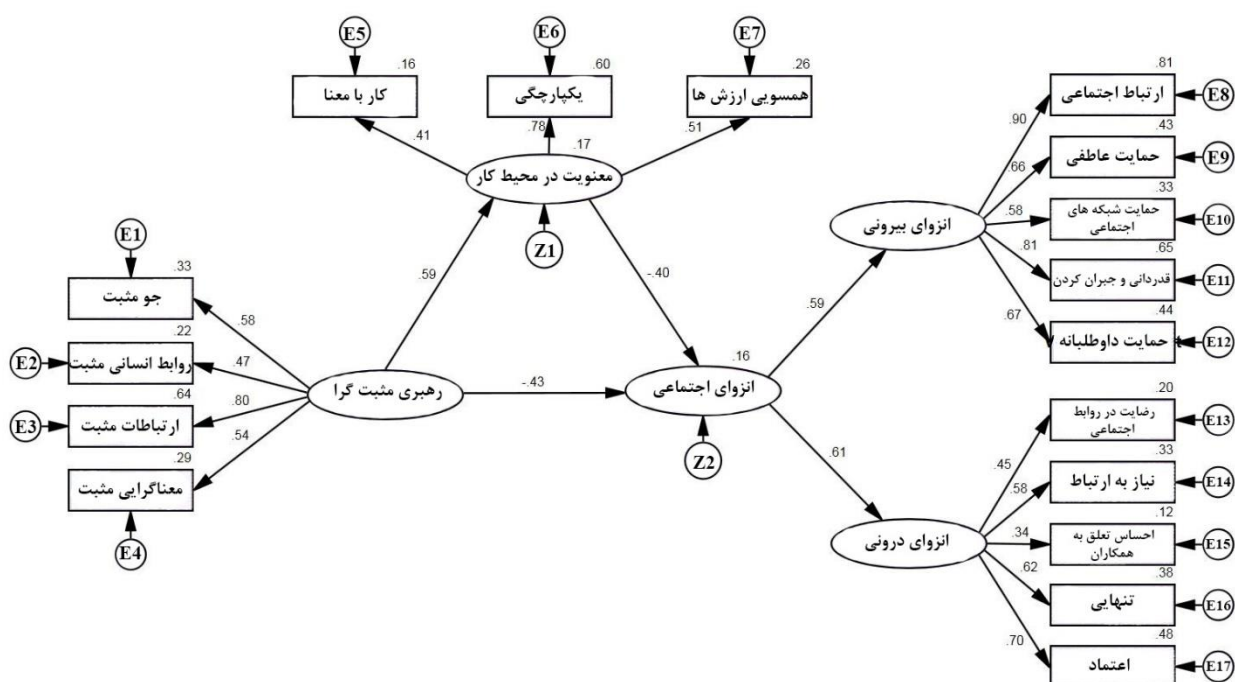 E5
E6
E7
.16
.60
.26
کار با معنا
یکپارچگی
همسویی ارزش ها
.41
.78
.51
.17
معنویت در محیط کار
Z1
E1
.33
جو مثبت
.58
.22
E2
روابط انسانی مثبت
.47
.64
E3
ارتباطات مثبت
.80
.54
.29
معناگرایی مثبت
E4
رهبری مثبت گرا
.59
-.40
-.43
.16
انزوای اجتماعی
Z2
.59
.61
انزوای بیرونی
.81
ارتباط اجتماعی
E8
.90
.43
حمایت عاطفی
E9
.66
.33
حمایت شبکه های
اجتماعی
E10
.58
.65
قدردانی و جبران کردن
E11
.81
.44
حمایت داوطلبانه
E12
.67
انزوای درونی
.20
رضایت در روابط
اجتماعی
E13
.45
.33
نیاز به ارتباط
E14
.58
.12
احساس تعلق به
همکاران
E15
.34
.38
تنهایی
E16
.62
.48
اعتماد
E17
.70